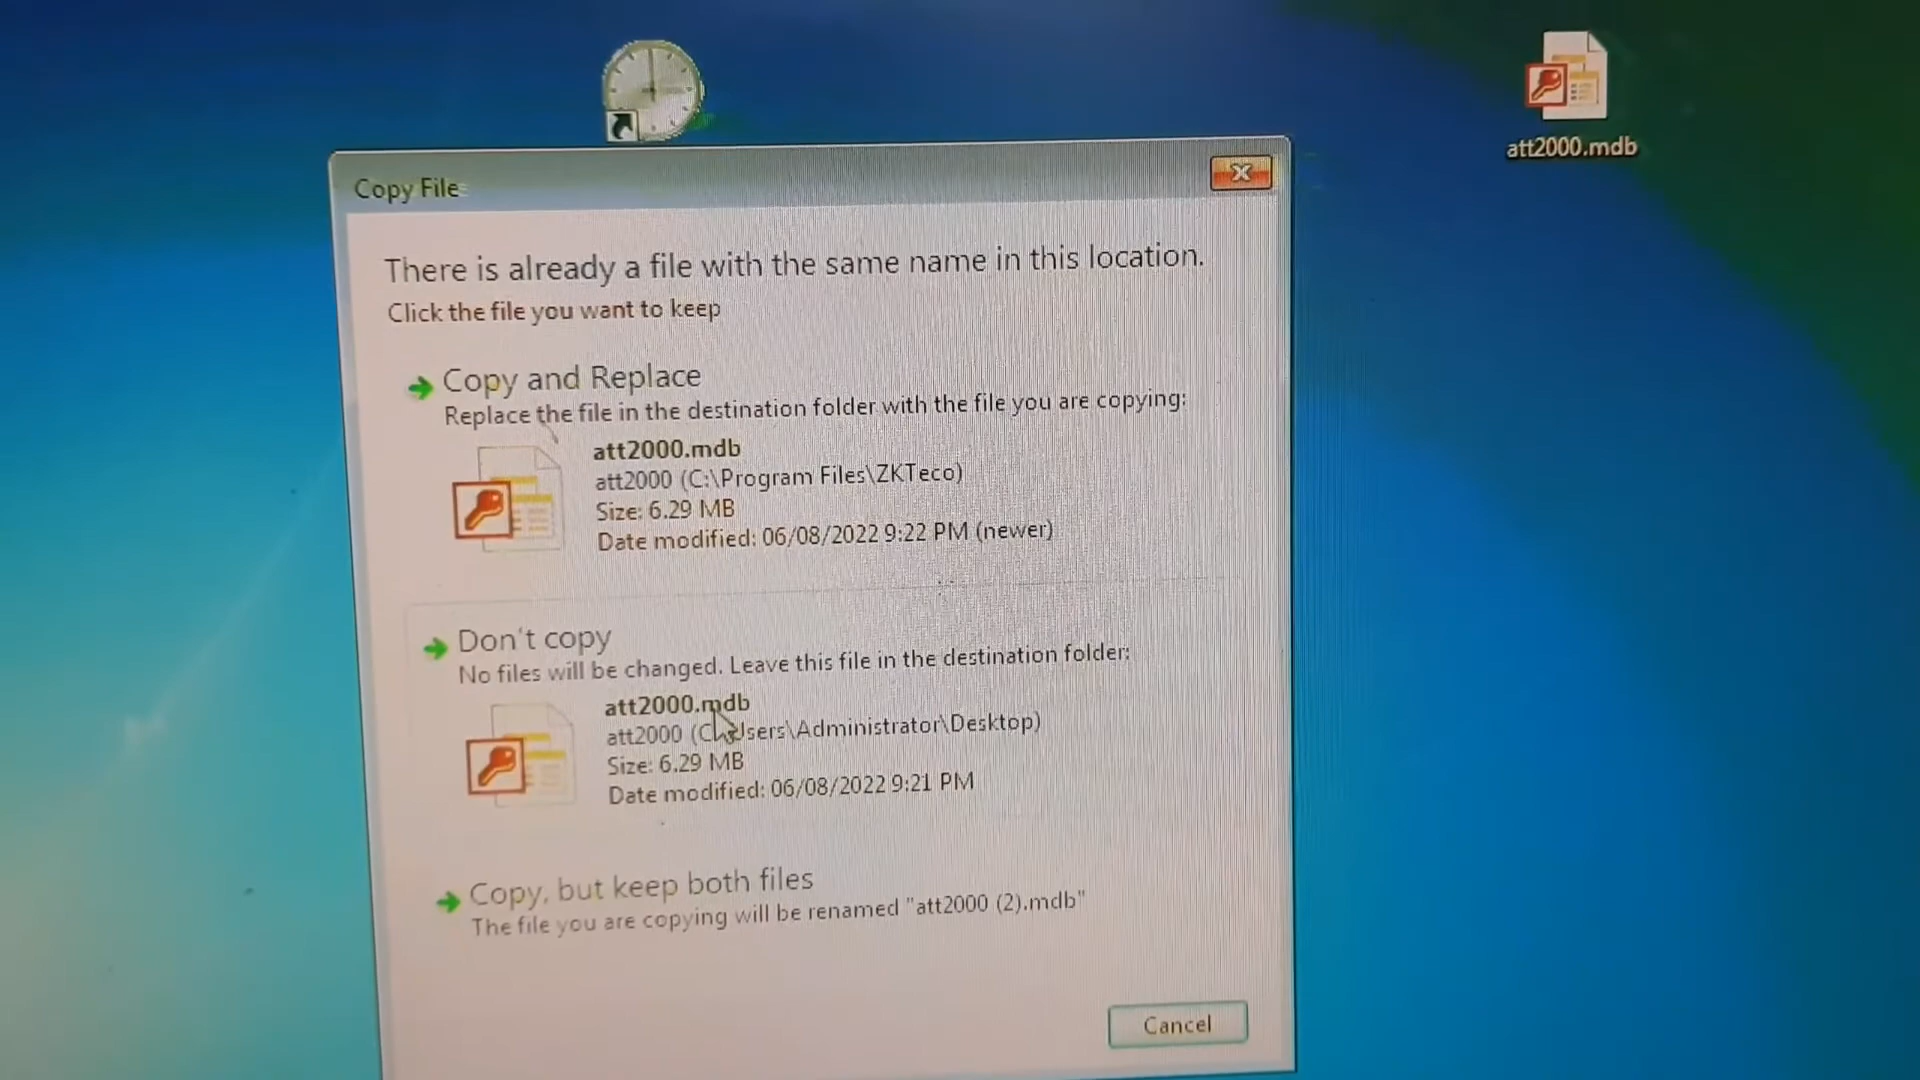 att2000.mdb
Copy File
There is already a file with the same name in this location.
Click the file you want to keep
Copy and Replace
Replace the file in the destination folder with the file you are copying:
att2000.mdb
att2000 (C:\Program Files\ZKTeco)
Size: 6.29 MB
Date modified: 06/08/2022 9:22 PM (newer)
Don't copy
No files will be changed. Leave this file in the destination folder:
att2000.mdb
att2000 (C:\Users\Administrator\Desktop)
Size: 6.29 MB
Date modified: 06/08/2022 9:21 PM
Copy, but keep both files
The file you are copying will be renamed "att2000 (2).mdb"
Cancel